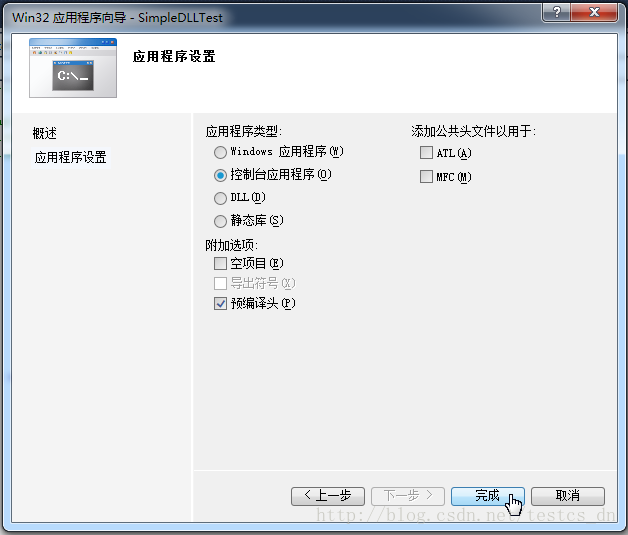 Win32 应用程序向导 - SimpleDLLTest
?
C:\_
应用程序设置
概述
应用程序设置
应用程序类型:
Windows 应用程序(W)
控制台应用程序(O)
DLL(D)
静态库(S)
附加选项:
空项目(E)
导出符号(X)
预编译头(P)
添加公共头文件以用于:
ATL(A)
MFC(M)
< 上一步
下一步 >
完成
取消
http://blog.csdn.net/testcs_dn